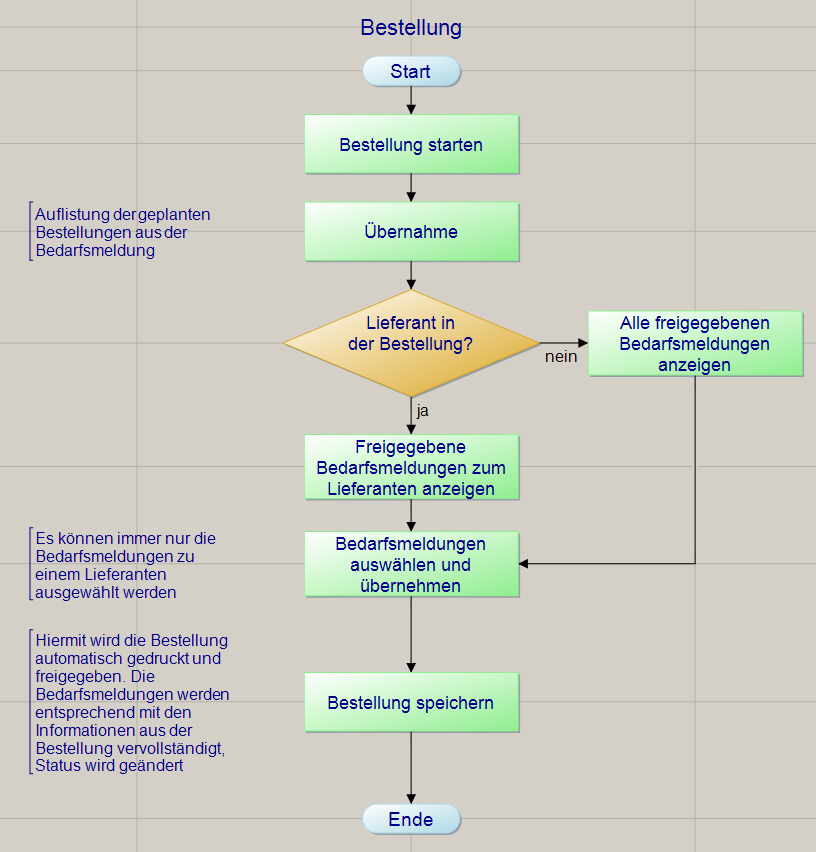 Bestellung
Start
Bestellung starten
Auflistung der geplanten
Bestellungen aus der
Bedarfsmeldung
Übernahme
Lieferant in
der Bestellung?
nein
Alle freigegebenen
Bedarfsmeldungen
anzeigen
ja
Freigegebene
Bedarfsmeldungen zum
Lieferanten anzeigen
Es können immer nur die
Bedarfsmeldungen zu
einem Lieferanten
ausgewählt werden
Bedarfsmeldungen
auswählen und
übernehmen
Hiermit wird die Bestellung
automatisch gedruckt und
freigegeben. Die
Bedarfsmeldungen werden
entsprechend mit den
Informationen aus der
Bestellung vervollständigt,
Status wird geändert
Bestellung speichern
Ende